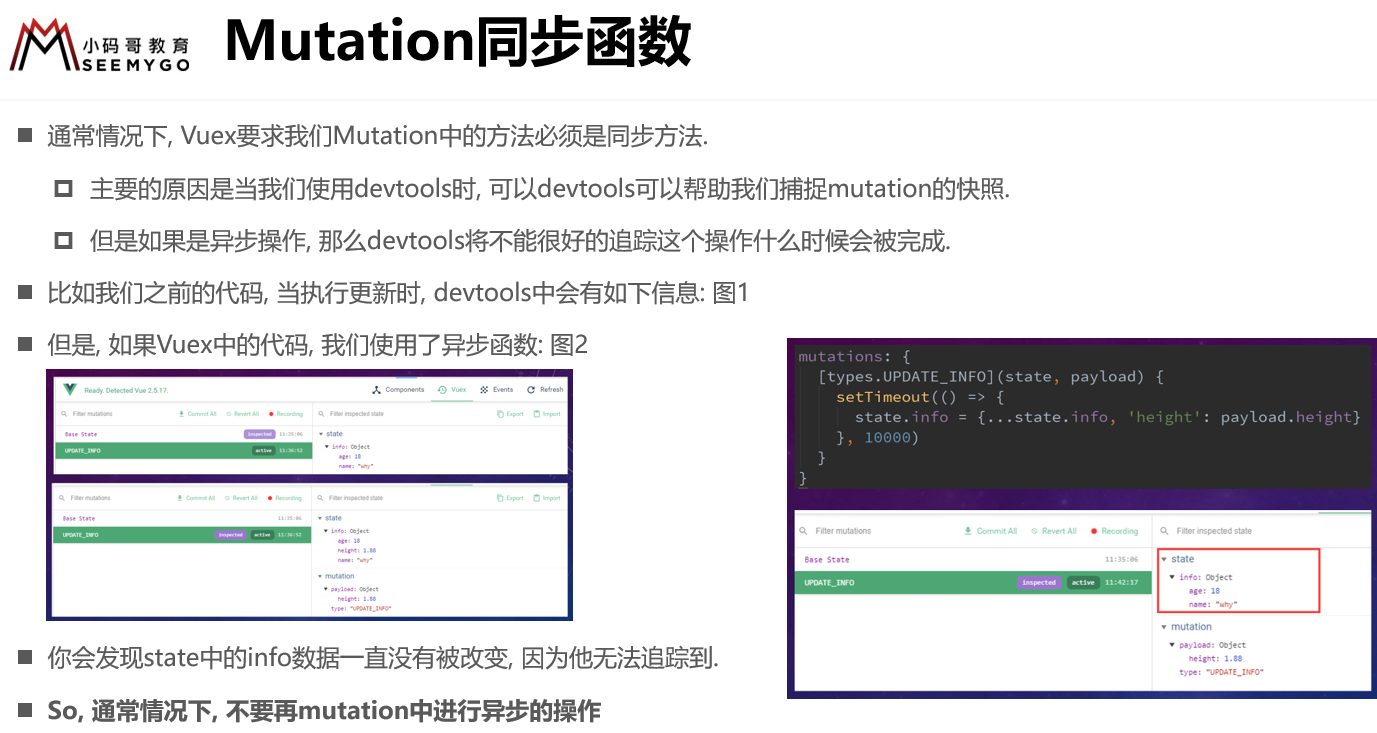 小码哥教育
SEEMYGO
Mutation同步函数
通常情况下, Vuex要求我们Mutation中的方法必须是同步方法.
主要的原因是当我们使用devtools时, 可以devtools可以帮助我们捕捉mutation的快照.
但是如果是异步操作, 那么devtools将不能很好的追踪这个操作什么时候会被完成.
比如我们之前的代码, 当执行更新时, devtools中会有如下信息: 图1
但是, 如果Vuex中的代码, 我们使用了异步函数: 图2
Ready. Detected Vue 2.5.17. Components Vuex Events Refresh
Filter mutations Commit All Revert All Recording Filter inspected state Export Import
Base State inspected 11:35:06
UPDATE_INFO active 11:36:52
state
info: Object
age: 18
name: "why"
Filter mutations Commit All Revert All Recording Filter inspected state Export Import
Base State 11:35:06
UPDATE_INFO inspected active 11:36:52
state
info: Object
age: 18
height: 1.88
name: "why"
mutation
payload: Object
height: 1.88
type: "UPDATE_INFO"
mutations: {
[types.UPDATE_INFO](state, payload) {
setTimeout(() => {
state.info = {...state.info, 'height': payload.height}
}, 10000)
}
}
Filter mutations Commit All Revert All Recording Filter inspected state
Base State 11:35:06
UPDATE_INFO inspected active 11:42:17
state
info: Object
age: 18
name: "why"
mutation
payload: Object
height: 1.88
type: "UPDATE_INFO"
你会发现state中的info数据一直没有被改变, 因为他无法追踪到.
So, 通常情况下, 不要再mutation中进行异步的操作